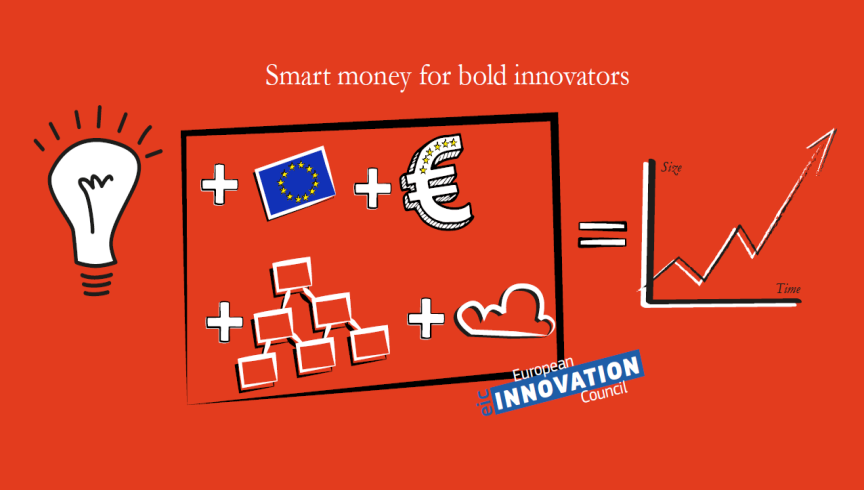 Smart money for bold innovators
Size
Time
eic
European
INNOVATION
Council